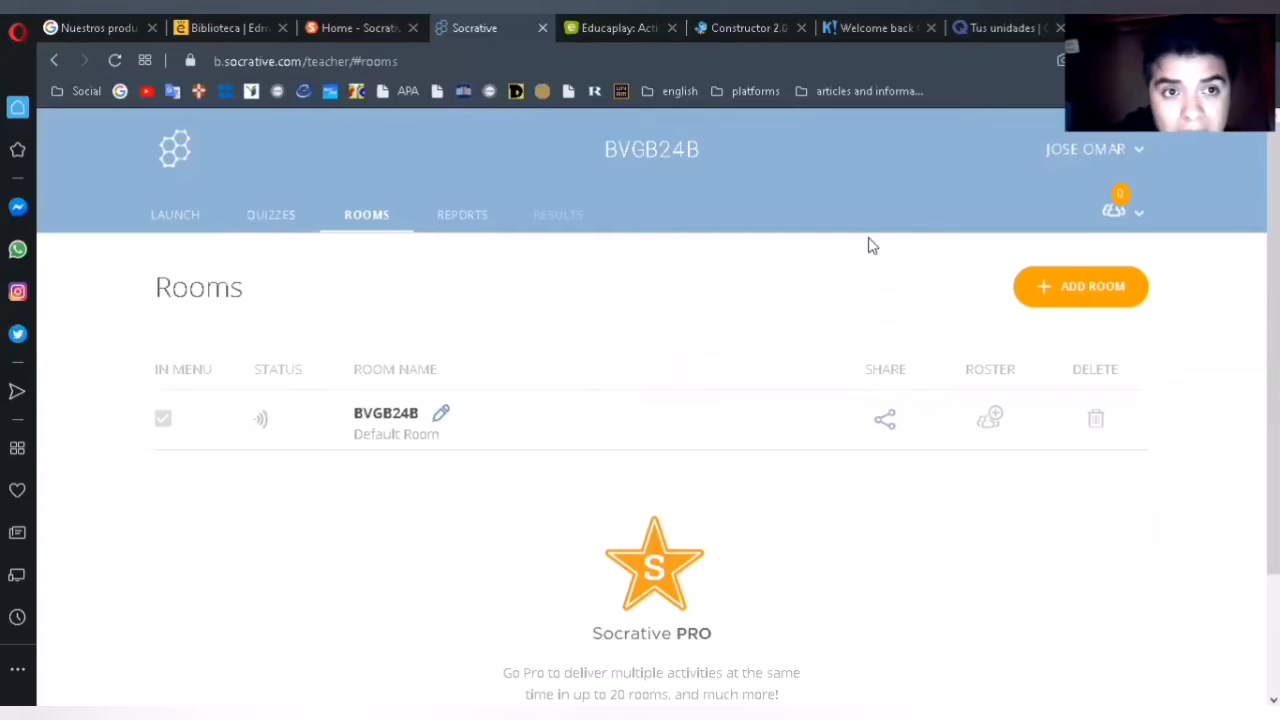 Nuestros produ
Biblioteca | Edm
Home - Socrativ
Socrative
Educaplay: Acti
Constructor 2.0
K! Welcome back
Tus unidades |
b.socrative.com/teacher/#rooms
Social
APA
english
platforms
articles and informa...
BVGB24B
JOSE OMAR
0
LAUNCH QUIZZES ROOMS REPORTS RESULTS
Rooms
+ ADD ROOM
IN MENU STATUS ROOM NAME SHARE ROSTER DELETE
BVGB24B
Default Room
S
Socrative PRO
Go Pro to deliver multiple activities at the same
time in up to 20 rooms, and much more!